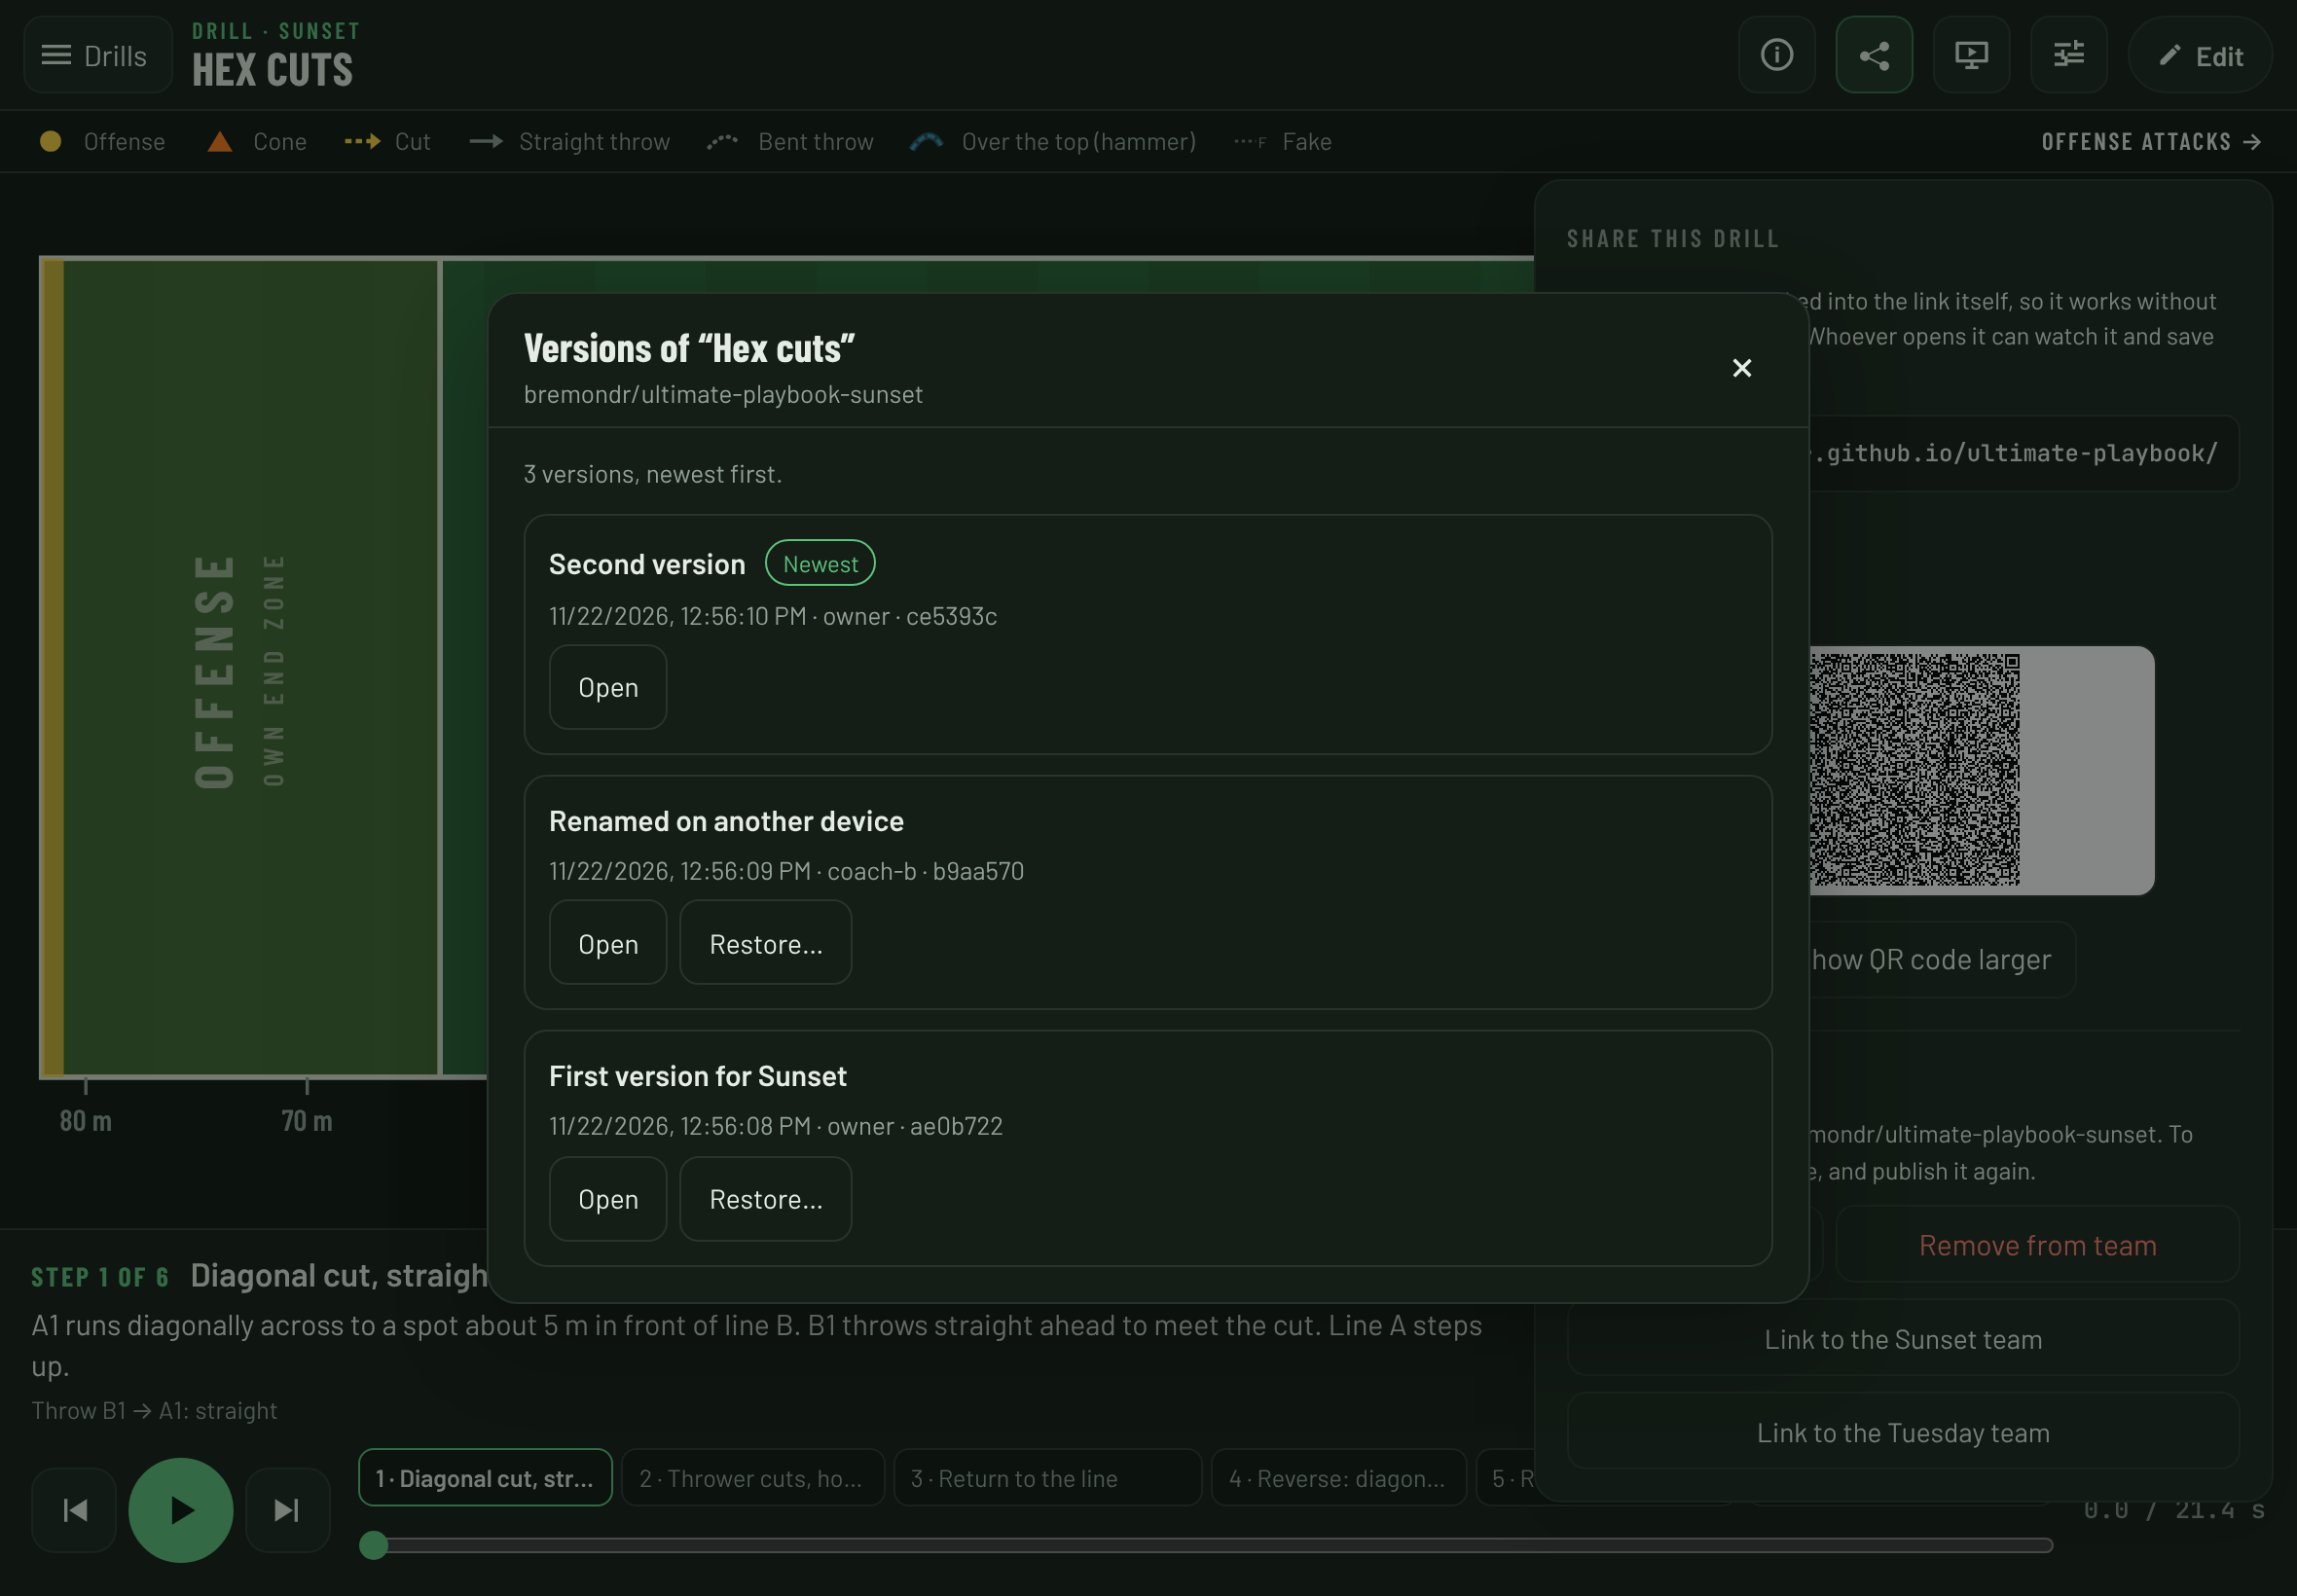 Drills
DRILL · SUNSET
HEX CUTS
Edit
Offense
Cone
Cut
Straight throw
Bent throw
Over the top (hammer)
F
Fake
OFFENSE ATTACKS →
SHARE THIS DRILL
into the link itself, so it works without
Whoever opens it can watch it and save
.github.io/ultimate-playbook/
OFFENSE
OWN END ZONE
80 m
70 m
Versions of “Hex cuts”
bremondr/ultimate-playbook-sunset
3 versions, newest first.
Second version
Newest
11/22/2026, 12:56:10 PM · owner · ce5393c
Open
Renamed on another device
11/22/2026, 12:56:09 PM · coach-b · b9aa570
Open
Restore…
First version for Sunset
11/22/2026, 12:56:08 PM · owner · ae0b722
Open
Restore…
how QR code larger
mondr/ultimate-playbook-sunset. To
, and publish it again.
Remove from team
Link to the Sunset team
Link to the Tuesday team
STEP 1 OF 6
Diagonal cut, straigh
A1 runs diagonally across to a spot about 5 m in front of line B. B1 throws straight ahead to meet the cut. Line A steps
up.
Throw B1 → A1: straight
1 · Diagonal cut, str…
2 · Thrower cuts, ho…
3 · Return to the line
4 · Reverse: diagon…
5 · R
0.0 / 21.4 s